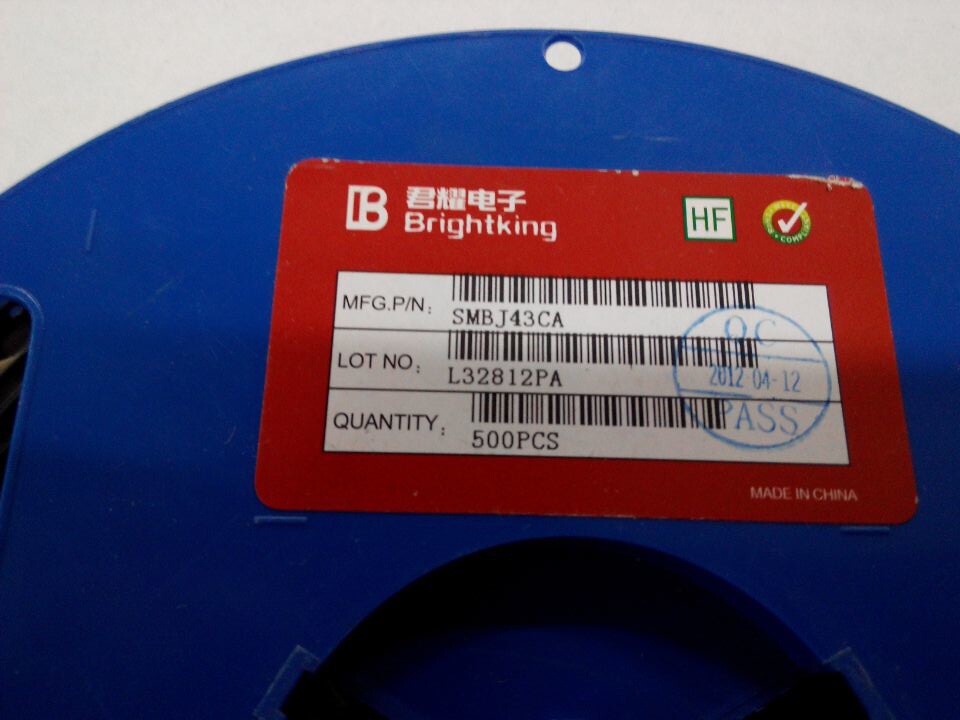 君耀电子
Brightking
HF
COMPLIANT
MFG.P/N:
SMBJ43CA
LOT NO:
L32812PA
QUANTITY:
500PCS
QC
2012-04-12
PASS
MADE IN CHINA